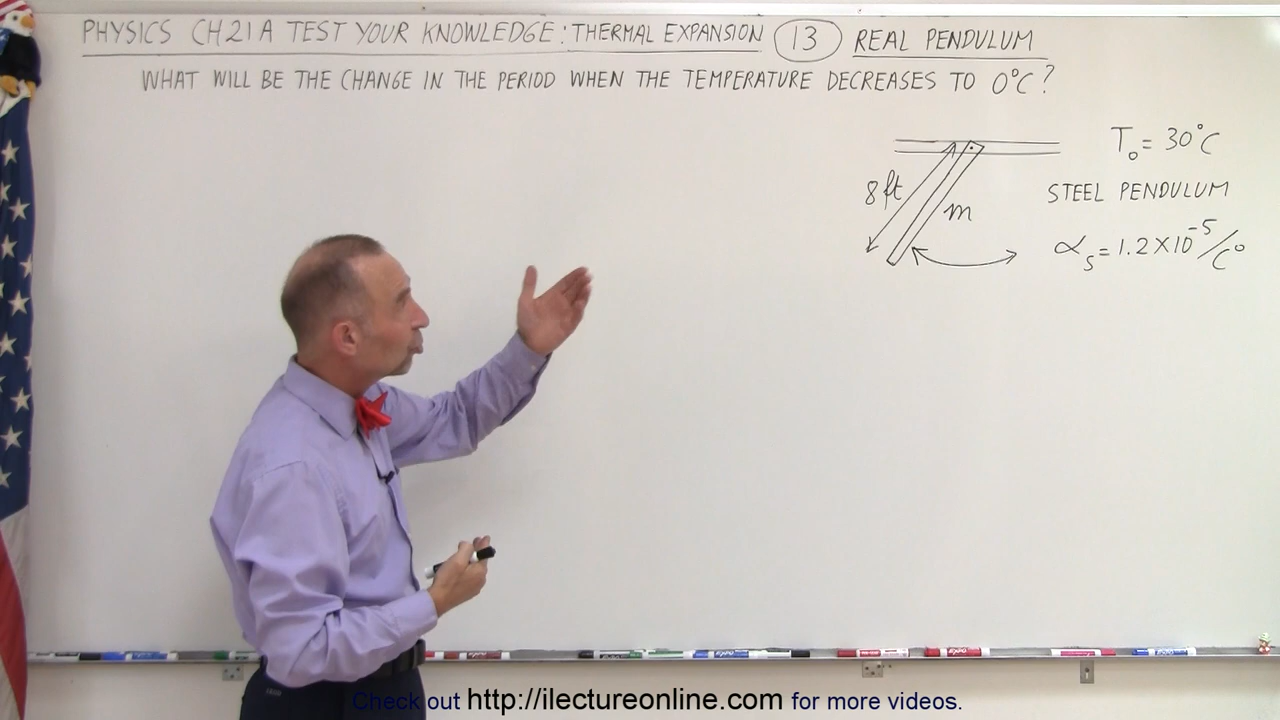 PHYSICS CH21A TEST YOUR KNOWLEDGE: THERMAL EXPANSION 13 REAL PENDULUM
WHAT WILL BE THE CHANGE IN THE PERIOD WHEN THE TEMPERATURE DECREASES TO 0°C?
T₀ = 30°C
8ft
m
STEEL PENDULUM
αₛ = 1.2 X 10⁻⁵/C°
Check out http://ilectureonline.com for more videos.